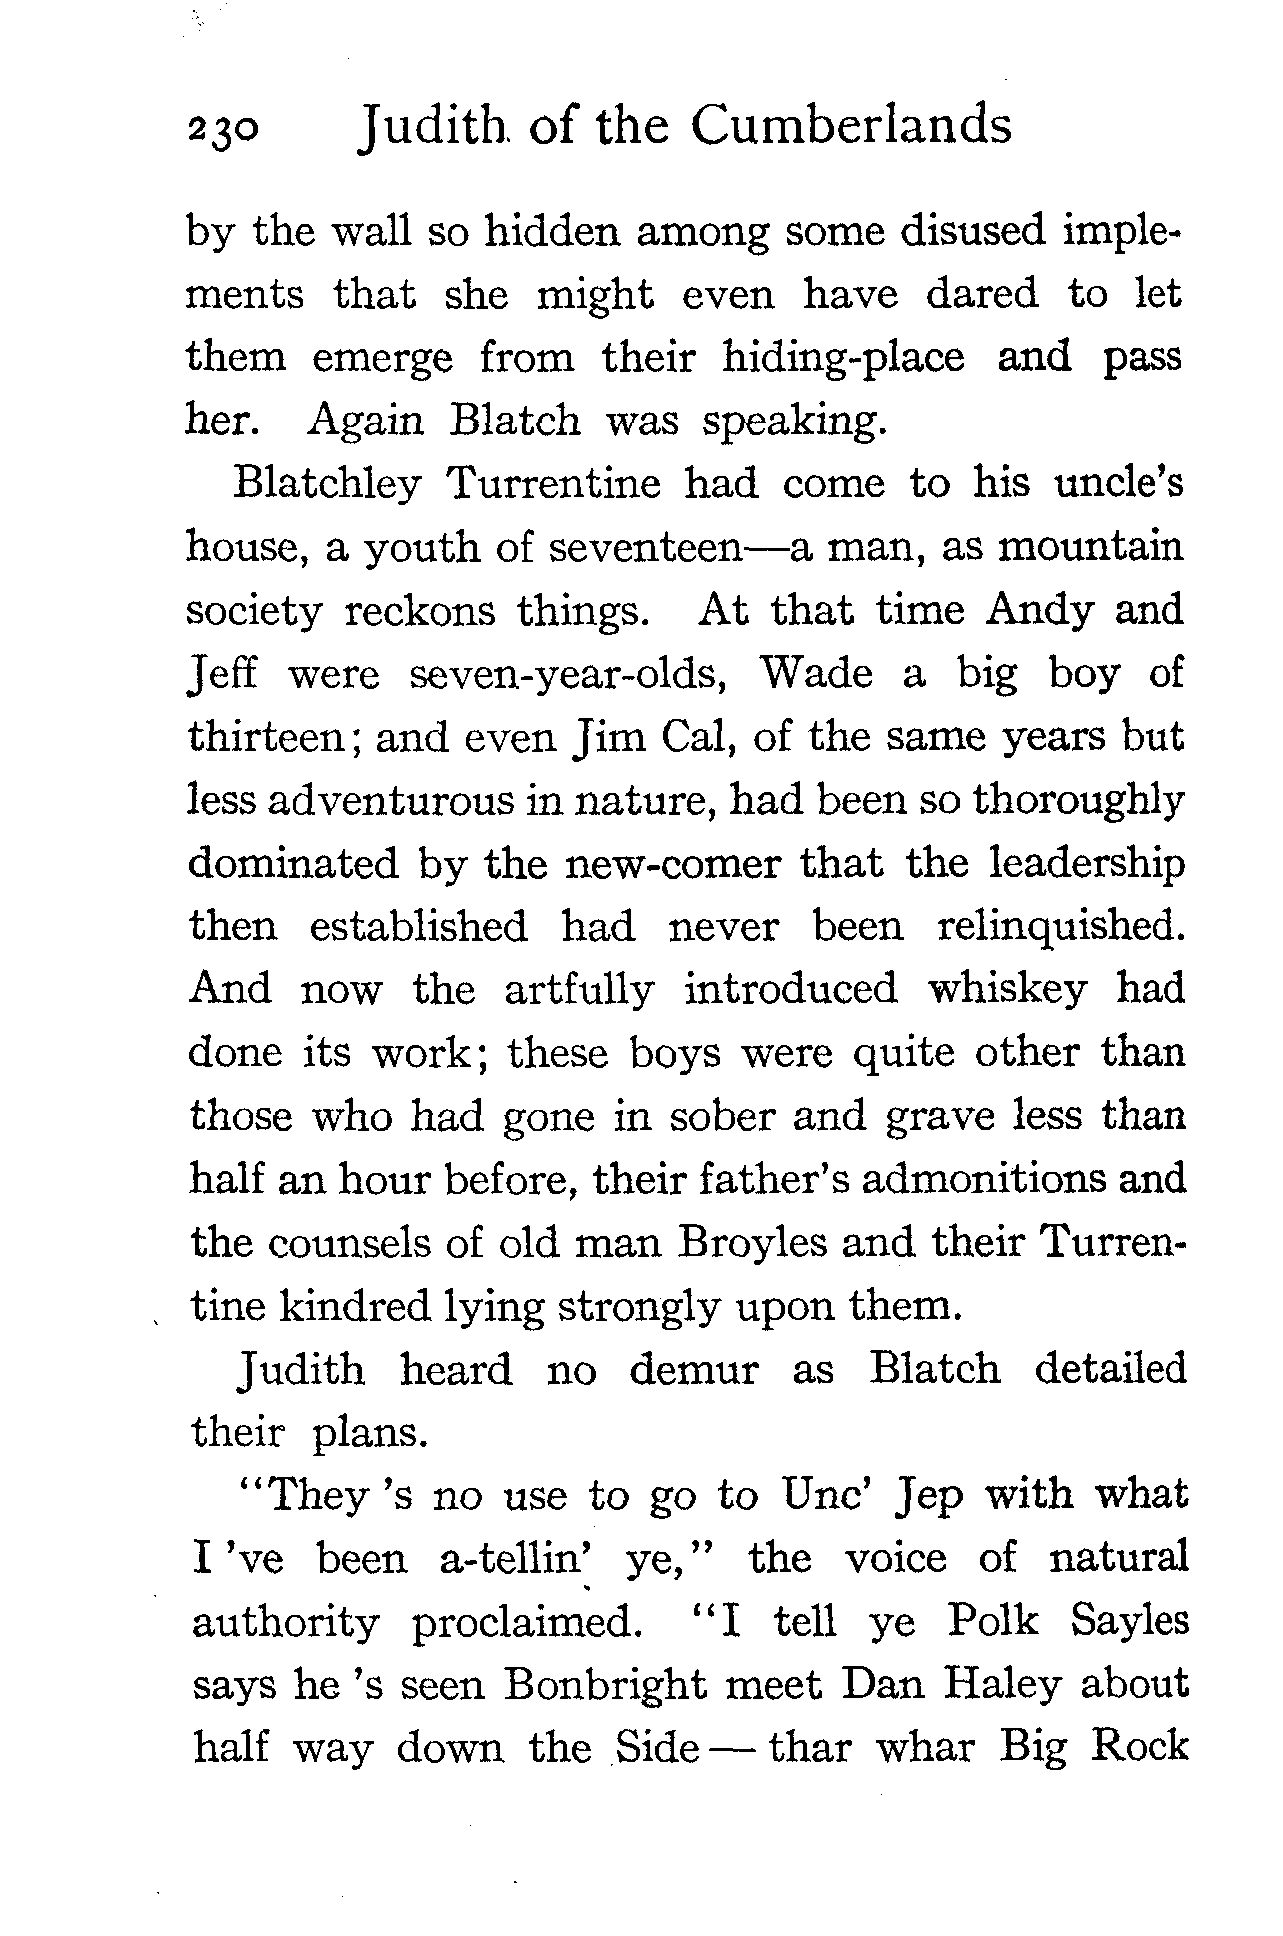 230 Judith of the Cumberlands
by the wall so hidden among some disused imple-
ments that she might even have dared to let
them emerge from their hiding-place and pass
her. Again Blatch was speaking.
Blatchley Turrentine had come to his uncle's
house, a youth of seventeen—a man, as mountain
society reckons things. At that time Andy and
Jeff were seven-year-olds, Wade a big boy of
thirteen; and even Jim Cal, of the same years but
less adventurous in nature, had been so thoroughly
dominated by the new-comer that the leadership
then established had never been relinquished.
And now the artfully introduced whiskey had
done its work; these boys were quite other than
those who had gone in sober and grave less than
half an hour before, their father's admonitions and
the counsels of old man Broyles and their Turren-
tine kindred lying strongly upon them.
Judith heard no demur as Blatch detailed
their plans.
"They 's no use to go to Unc' Jep with what
I 've been a-tellin' ye," the voice of natural
authority proclaimed. "I tell ye Polk Sayles
says he 's seen Bonbright meet Dan Haley about
half way down the Side — thar whar Big Rock